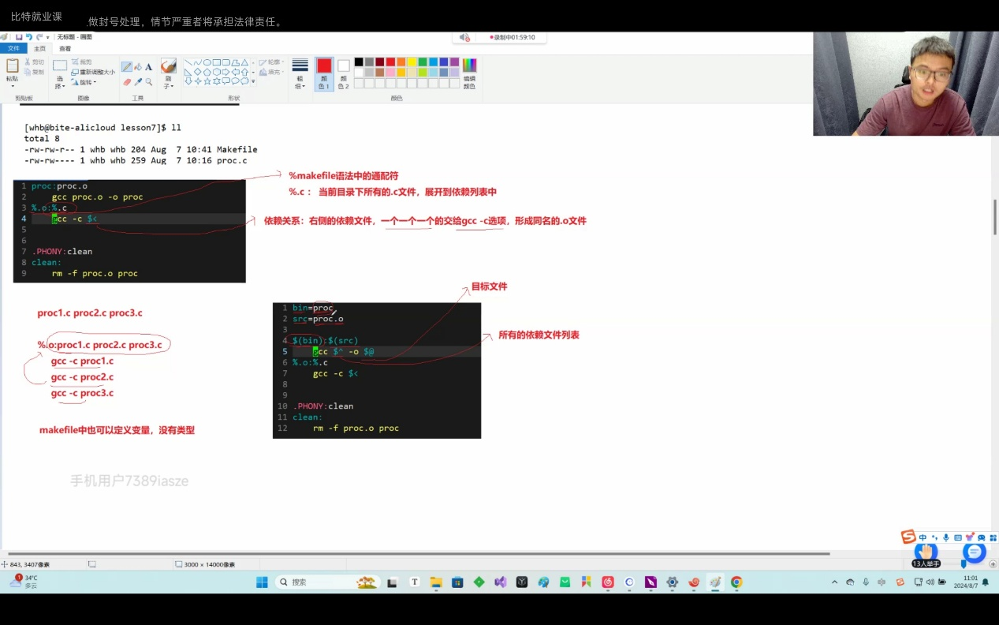 比特就业课
做封号处理，情节严重者将承担法律责任。
无标题 - 画图
录制中01:59:10
文件
主页
查看
粘贴
剪切
复制
选择
裁剪
重新调整大小
旋转
刷子
轮廓
填充
粗细
颜色1
颜色2
编辑颜色
剪贴板
图像
工具
形状
颜色
[whb@bite-alicloud lesson7]$ ll
total 8
-rw-rw-r-- 1 whb whb 204 Aug  7 10:41 Makefile
-rw-rw---- 1 whb whb 259 Aug  7 10:16 proc.c
1 proc:proc.o
2     gcc proc.o -o proc
3 %.o:%.c
4     gcc -c $<
5
6
7 .PHONY:clean
8 clean:
9     rm -f proc.o proc
%makefile语法中的通配符
%.c ： 当前目录下所有的.c文件，展开到依赖列表中
依赖关系：右侧的依赖文件，一个一个一个的交给gcc -c选项，形成同名的.o文件
proc1.c proc2.c proc3.c
%.o:proc1.c proc2.c proc3.c
gcc -c proc1.c
gcc -c proc2.c
gcc -c proc3.c
makefile中也可以定义变量，没有类型
目标文件
所有的依赖文件列表
1 bin=proc
2 src=proc.o
3
4 $(bin):$(src)
5     gcc $^ -o $@
6 %.o:%.c
7     gcc -c $<
8
9
10 .PHONY:clean
11 clean:
12     rm -f proc.o proc
手机用户7389iasze
中
13人举手
843, 3407像素
3000 × 14000像素
34°C
多云
搜索
11:01
2024/8/7